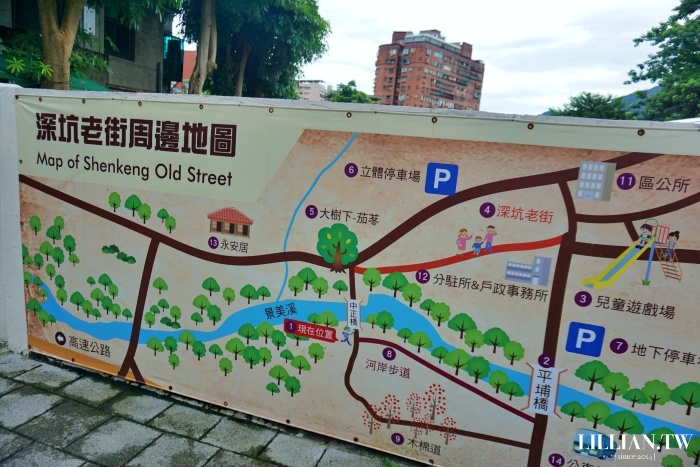 深坑老街周邊地圖
Map of Shenkeng Old Street
6 立體停車場
P
11 區公所
5 大樹下-茄苳
4 深坑老街
13 永安居
12 分駐所&戶政事務所
3 兒童遊戲場
景美溪
中正橋
1 現在位置
P
7 地下停車
高速公路
8
河岸步道
2
平埔橋
9 木棉道
14
LILLIAN.TW
since 2014